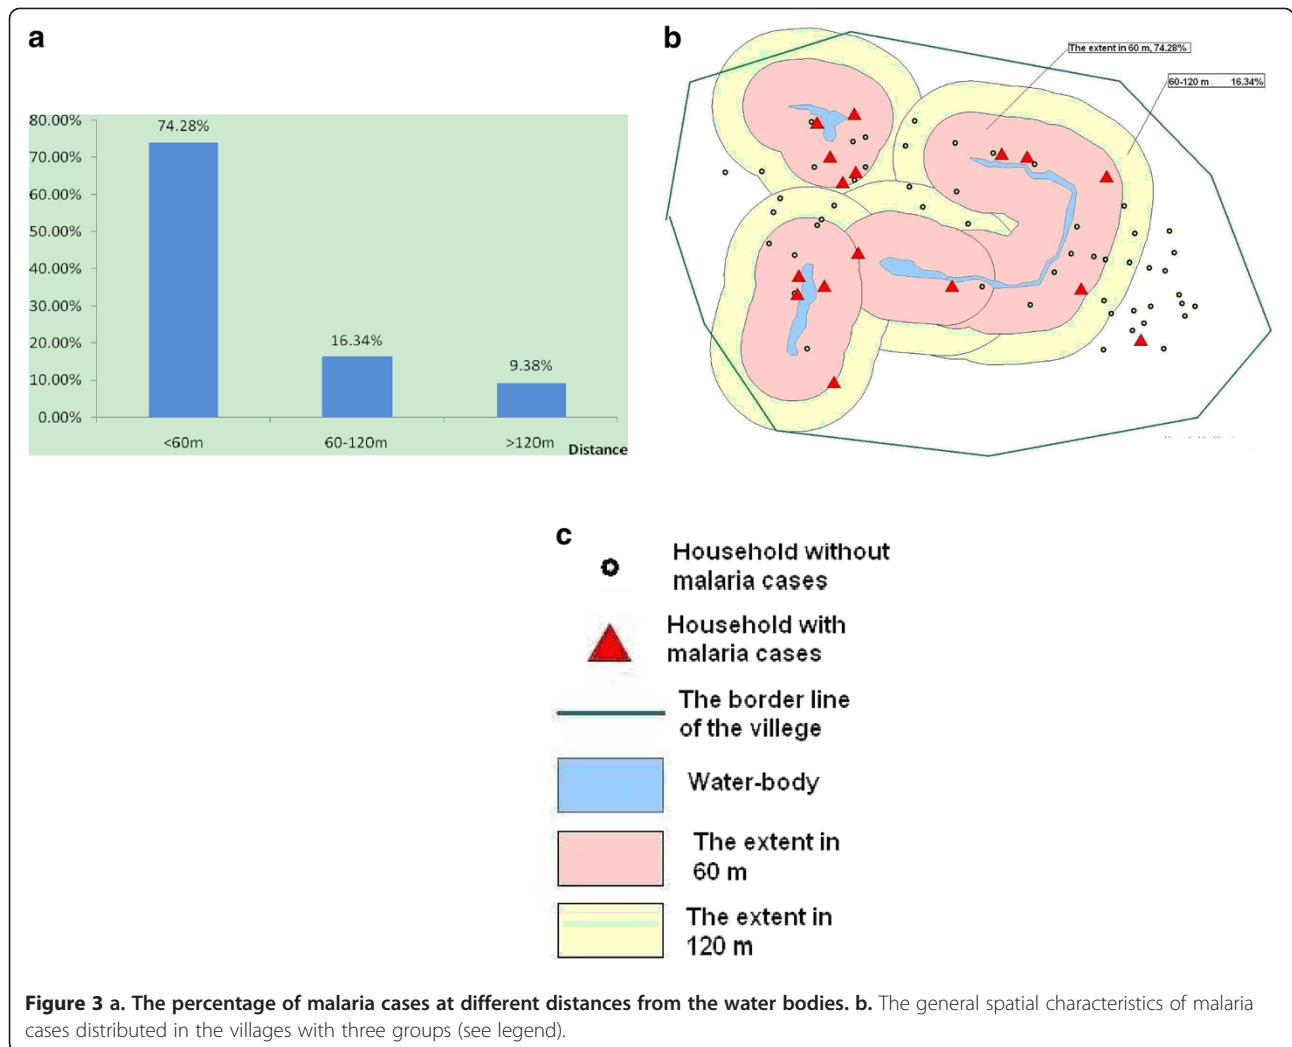 a
80.00%
70.00%
60.00%
50.00%
40.00%
30.00%
20.00%
10.00%
0.00%
74.28%
16.34%
9.38%
<60m
60-120m
>120m
Distance
b
The extent in 60 m, 74.28%
60-120 m 16.34%
c
Household without
malaria cases
Household with
malaria cases
The border line
of the villege
Water-body
The extent in
60 m
The extent in
120 m
Figure 3 a. The percentage of malaria cases at different distances from the water bodies. b. The general spatial characteristics of malaria
cases distributed in the villages with three groups (see legend).